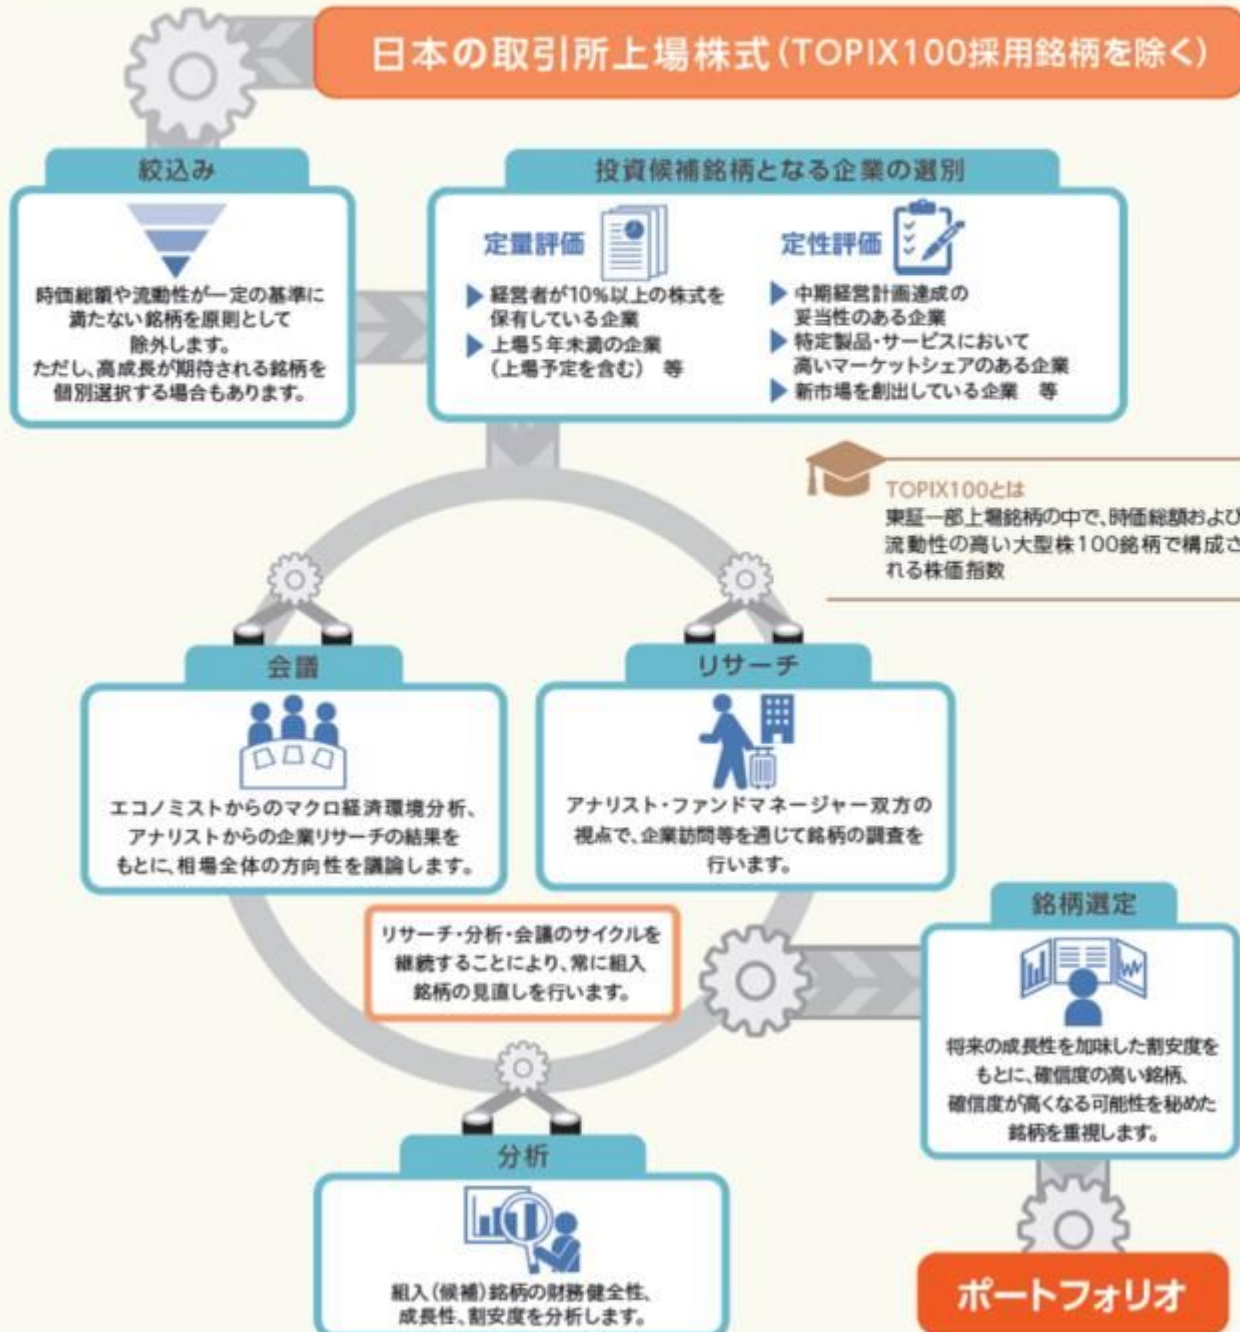 日本の取引所上場株式(TOPIX100採用銘柄を除く)
絞込み
時価総額や流動性が一定の基準に
満たない銘柄を原則として
除外します。
ただし、高成長が期待される銘柄を
個別選択する場合もあります。
投資候補銘柄となる企業の選別
定量評価
▶ 経営者が10%以上の株式を
保有している企業
▶ 上場5年未満の企業
(上場予定を含む) 等
定性評価
▶ 中期経営計画達成の
妥当性のある企業
▶ 特定製品・サービスにおいて
高いマーケットシェアのある企業
▶ 新市場を創出している企業 等
TOPIX100とは
東証一部上場銘柄の中で、時価総額および
流動性の高い大型株100銘柄で構成さ
れる株価指数
会議
エコノミストからのマクロ経済環境分析、
アナリストからの企業リサーチの結果を
もとに、相場全体の方向性を議論します。
リサーチ
アナリスト・ファンドマネージャー双方の
視点で、企業訪問等を通じて銘柄の調査を
行います。
リサーチ・分析・会議のサイクルを
継続することにより、常に組入
銘柄の見直しを行います。
銘柄選定
将来の成長性を加味した割安度を
もとに、確信度の高い銘柄、
確信度が高くなる可能性を秘めた
銘柄を重視します。
分析
組入(候補)銘柄の財務健全性、
成長性、割安度を分析します。
ポートフォリオ